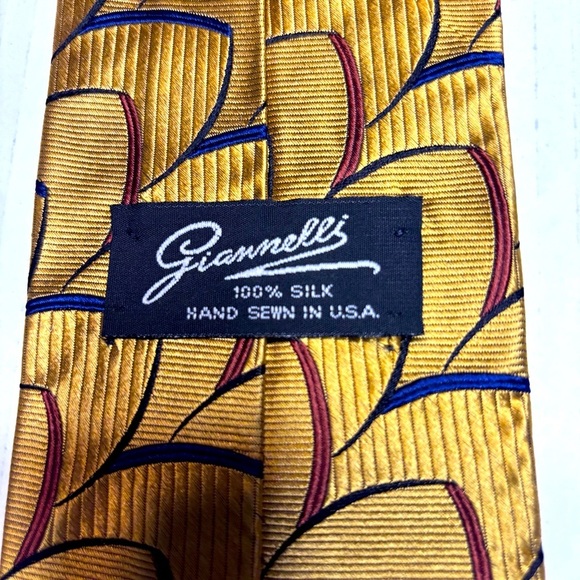 Giannelli
100% SILK
HAND SEWN IN U.S.A.